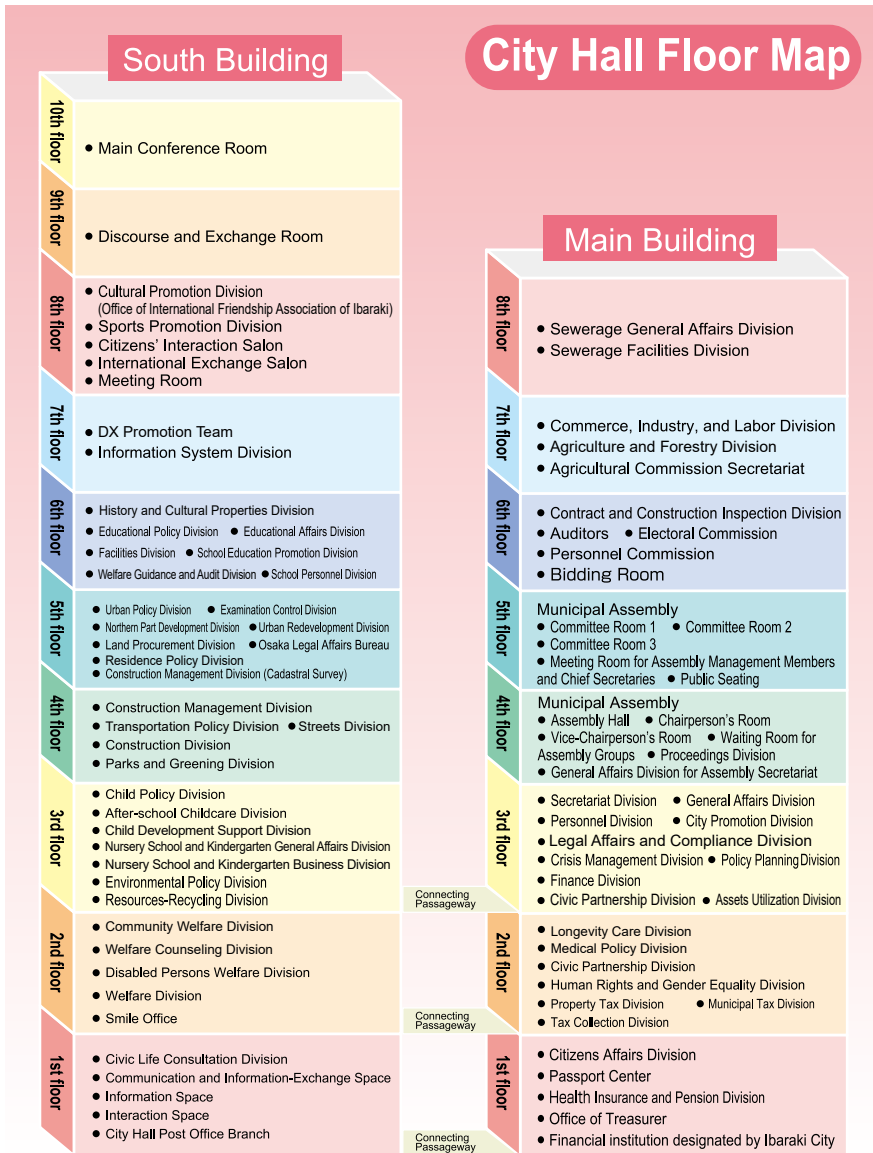 City Hall Floor Map
South Building
10th floor
• Main Conference Room
9th floor
• Discourse and Exchange Room
8th floor
• Cultural Promotion Division
(Office of International Friendship Association of Ibaraki)
• Sports Promotion Division
• Citizens' Interaction Salon
• International Exchange Salon
• Meeting Room
7th floor
• DX Promotion Team
• Information System Division
6th floor
• History and Cultural Properties Division
• Educational Policy Division • Educational Affairs Division
• Facilities Division • School Education Promotion Division
• Welfare Guidance and Audit Division • School Personnel Division
5th floor
• Urban Policy Division • Examination Control Division
• Northern Part Development Division • Urban Redevelopment Division
• Land Procurement Division • Osaka Legal Affairs Bureau
• Residence Policy Division
• Construction Management Division (Cadastral Survey)
4th floor
• Construction Management Division
• Transportation Policy Division • Streets Division
• Construction Division
• Parks and Greening Division
3rd floor
• Child Policy Division
• After-school Childcare Division
• Child Development Support Division
• Nursery School and Kindergarten General Affairs Division
• Nursery School and Kindergarten Business Division
• Environmental Policy Division
• Resources-Recycling Division
2nd floor
• Community Welfare Division
• Welfare Counseling Division
• Disabled Persons Welfare Division
• Welfare Division
• Smile Office
1st floor
• Civic Life Consultation Division
• Communication and Information-Exchange Space
• Information Space
• Interaction Space
• City Hall Post Office Branch
Connecting
Passageway
Connecting
Passageway
Connecting
Passageway
Main Building
8th floor
• Sewerage General Affairs Division
• Sewerage Facilities Division
7th floor
• Commerce, Industry, and Labor Division
• Agriculture and Forestry Division
• Agricultural Commission Secretariat
6th floor
• Contract and Construction Inspection Division
• Auditors • Electoral Commission
• Personnel Commission
• Bidding Room
5th floor
Municipal Assembly
• Committee Room 1 • Committee Room 2
• Committee Room 3
• Meeting Room for Assembly Management Members
and Chief Secretaries • Public Seating
4th floor
Municipal Assembly
• Assembly Hall • Chairperson's Room
• Vice-Chairperson's Room • Waiting Room for
Assembly Groups • Proceedings Division
• General Affairs Division for Assembly Secretariat
3rd floor
• Secretariat Division • General Affairs Division
• Personnel Division • City Promotion Division
• Legal Affairs and Compliance Division
• Crisis Management Division • Policy Planning Division
• Finance Division
• Civic Partnership Division • Assets Utilization Division
2nd floor
• Longevity Care Division
• Medical Policy Division
• Civic Partnership Division
• Human Rights and Gender Equality Division
• Property Tax Division • Municipal Tax Division
• Tax Collection Division
1st floor
• Citizens Affairs Division
• Passport Center
• Health Insurance and Pension Division
• Office of Treasurer
• Financial institution designated by Ibaraki City